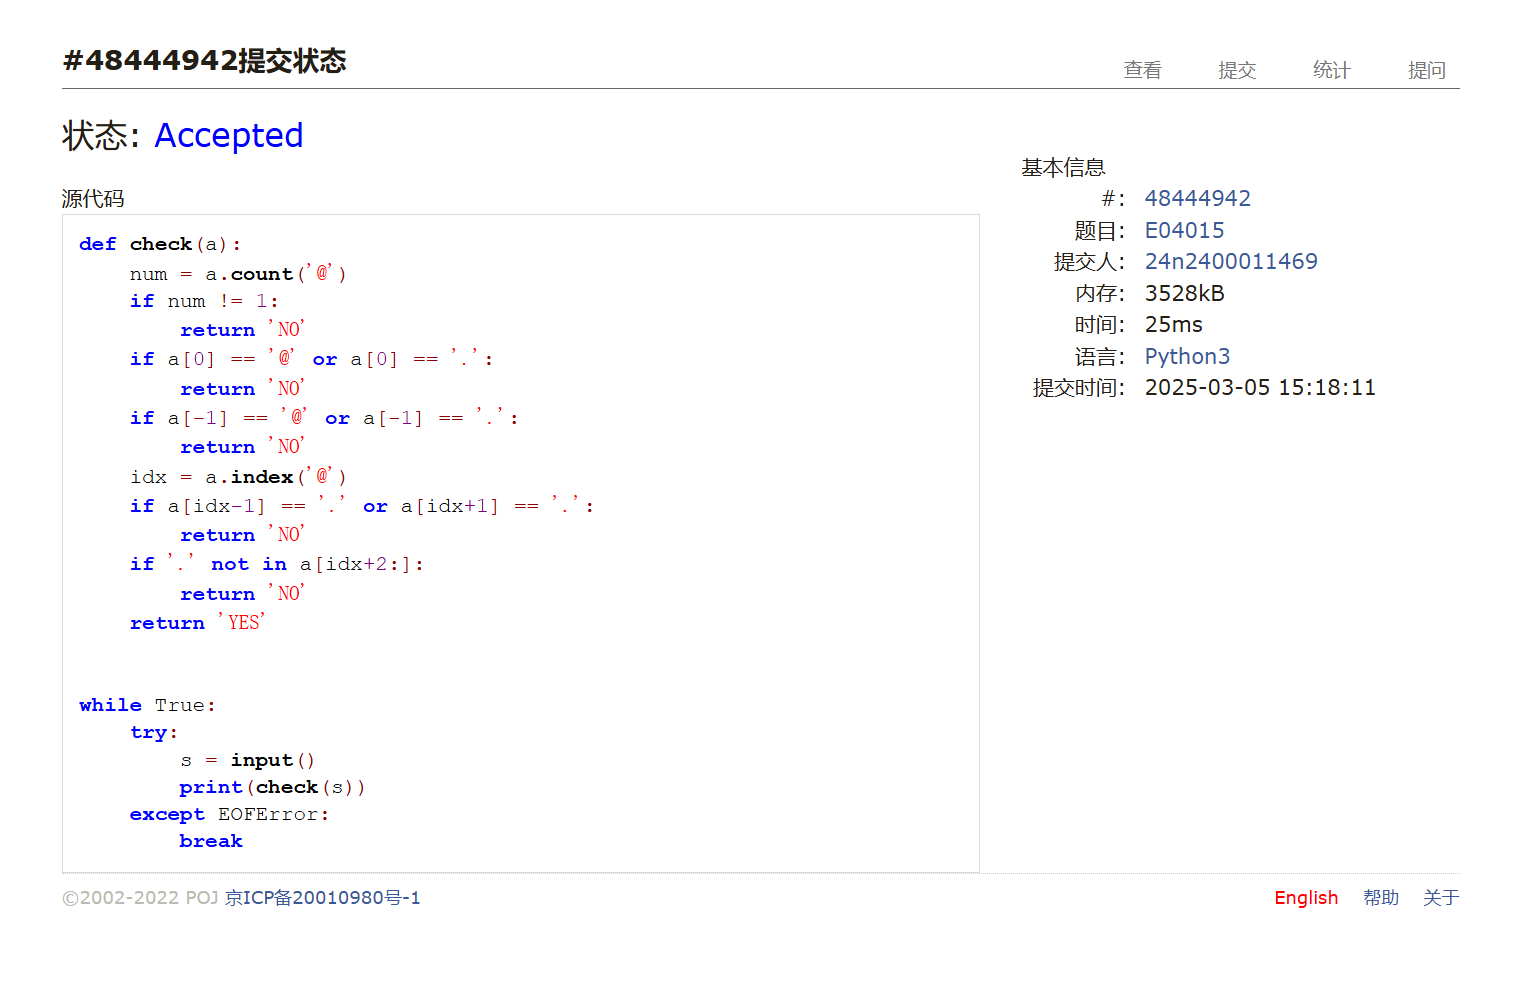 #48444942提交状态
查看 提交 统计 提问
状态: Accepted
源代码
def check(a):
    num = a.count('@')
    if num != 1:
        return 'NO'
    if a[0] == '@' or a[0] == '.':
        return 'NO'
    if a[-1] == '@' or a[-1] == '.':
        return 'NO'
    idx = a.index('@')
    if a[idx-1] == '.' or a[idx+1] == '.':
        return 'NO'
    if '.' not in a[idx+2:]:
        return 'NO'
    return 'YES'
while True:
    try:
        s = input()
        print(check(s))
    except EOFError:
        break
基本信息
#: 48444942
题目: E04015
提交人: 24n2400011469
内存: 3528kB
时间: 25ms
语言: Python3
提交时间: 2025-03-05 15:18:11
©2002-2022 POJ 京ICP备20010980号-1
English 帮助 关于